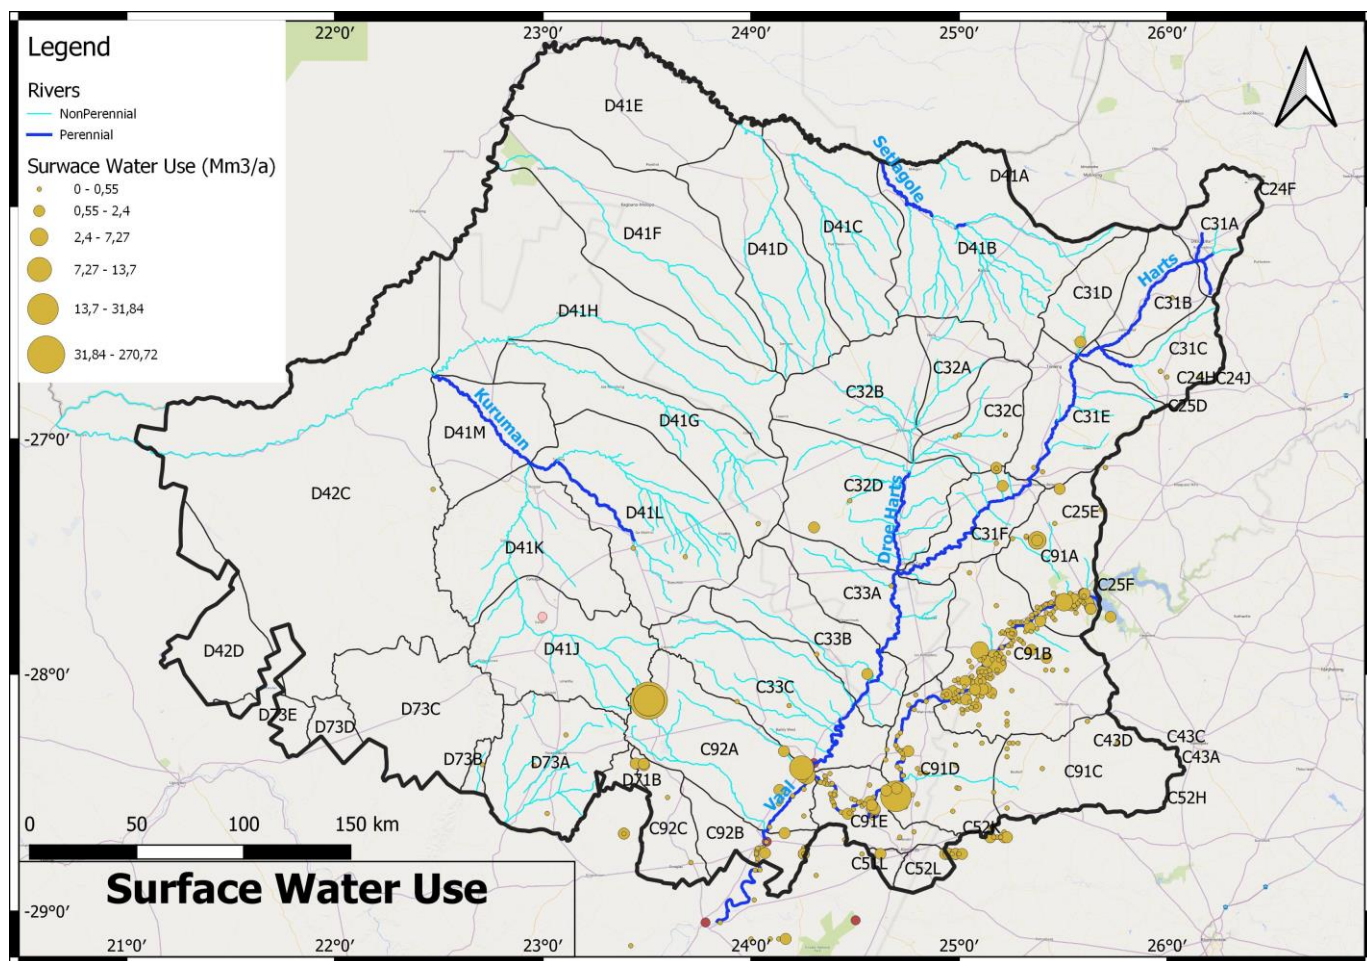 Legend
Rivers
NonPerennial
Perennial
Surwace Water Use (Mm3/a)
0 - 0,55
0,55 - 2,4
2,4 - 7,27
7,27 - 13,7
13,7 - 31,84
31,84 - 270,72
22°0′
23°0′
24°0′
25°0′
26°0′
D41E
Setlagole
D41A
C24F
D41F
D41D
D41C
D41B
C31A
Harts
D41H
C31D
C31B
C31C
C32B
C32A
C24H
C24J
C25D
Kuruman
D41M
D41G
C32C
C31E
-27°0′
D42C
D41L
C32D
Droe Harts
C25E
D41K
C31F
C91A
C33A
C25F
C33B
D42D
D41J
C91B
-28°0′
D73E
D73D
D73C
C33C
D73B
D73A
C92A
C91D
C43D
C43C
C43A
C91C
D71B
Vaal
C52H
0
50
100
150 km
C92C
C92B
C91E
C52K
C51L
C52L
Surface Water Use
-29°0′
21°0′
22°0′
23°0′
24°0′
25°0′
26°0′